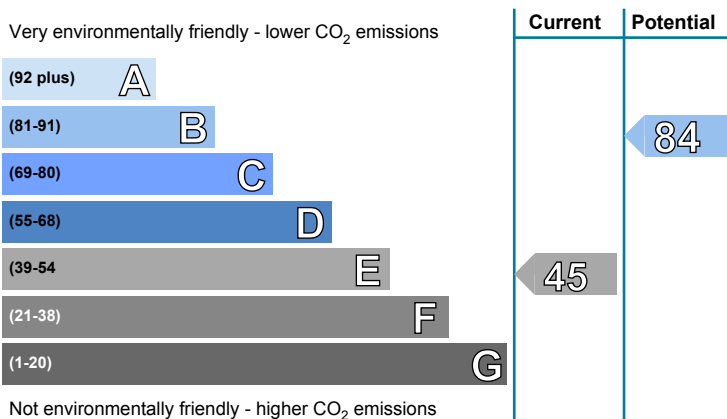 Current Potential
Very environmentally friendly - lower CO2 emissions
(92 plus) A
(81-91) B
84
(69-80) C
(55-68) D
(39-54 E
45
(21-38) F
(1-20) G
Not environmentally friendly - higher CO2 emissions